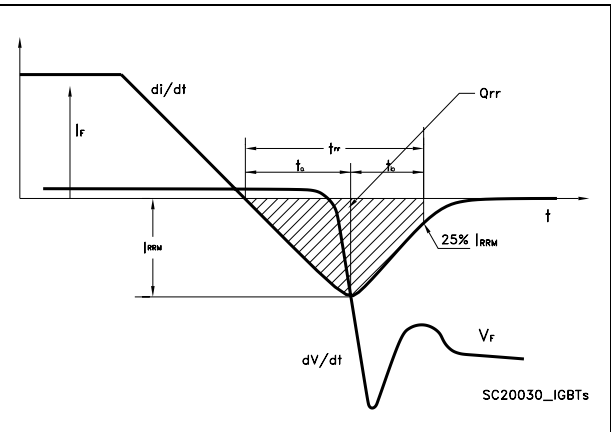 di/dt
Qrr
IF
trr
ta
tb
t
IRRM
25% IRRM
dV/dt
VF
SC20030_IGBTs